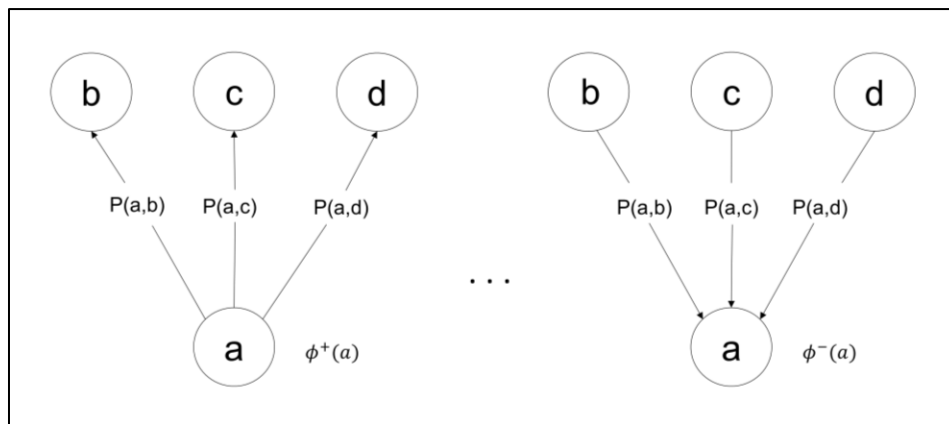 b c d b c d
P(a,b) P(a,c) P(a,d) P(a,b) P(a,c) P(a,d)
. . .
a ϕ⁺(a) a ϕ⁻(a)